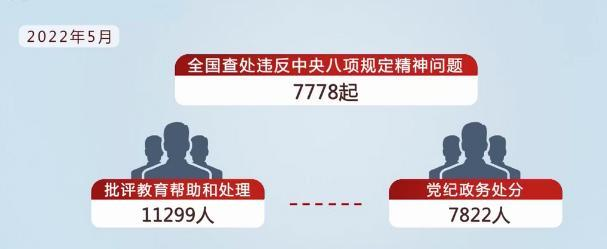 2022年5月
全国查处违反中央八项规定精神问题
7778起
批评教育帮助和处理
11299人
党纪政务处分
7822人